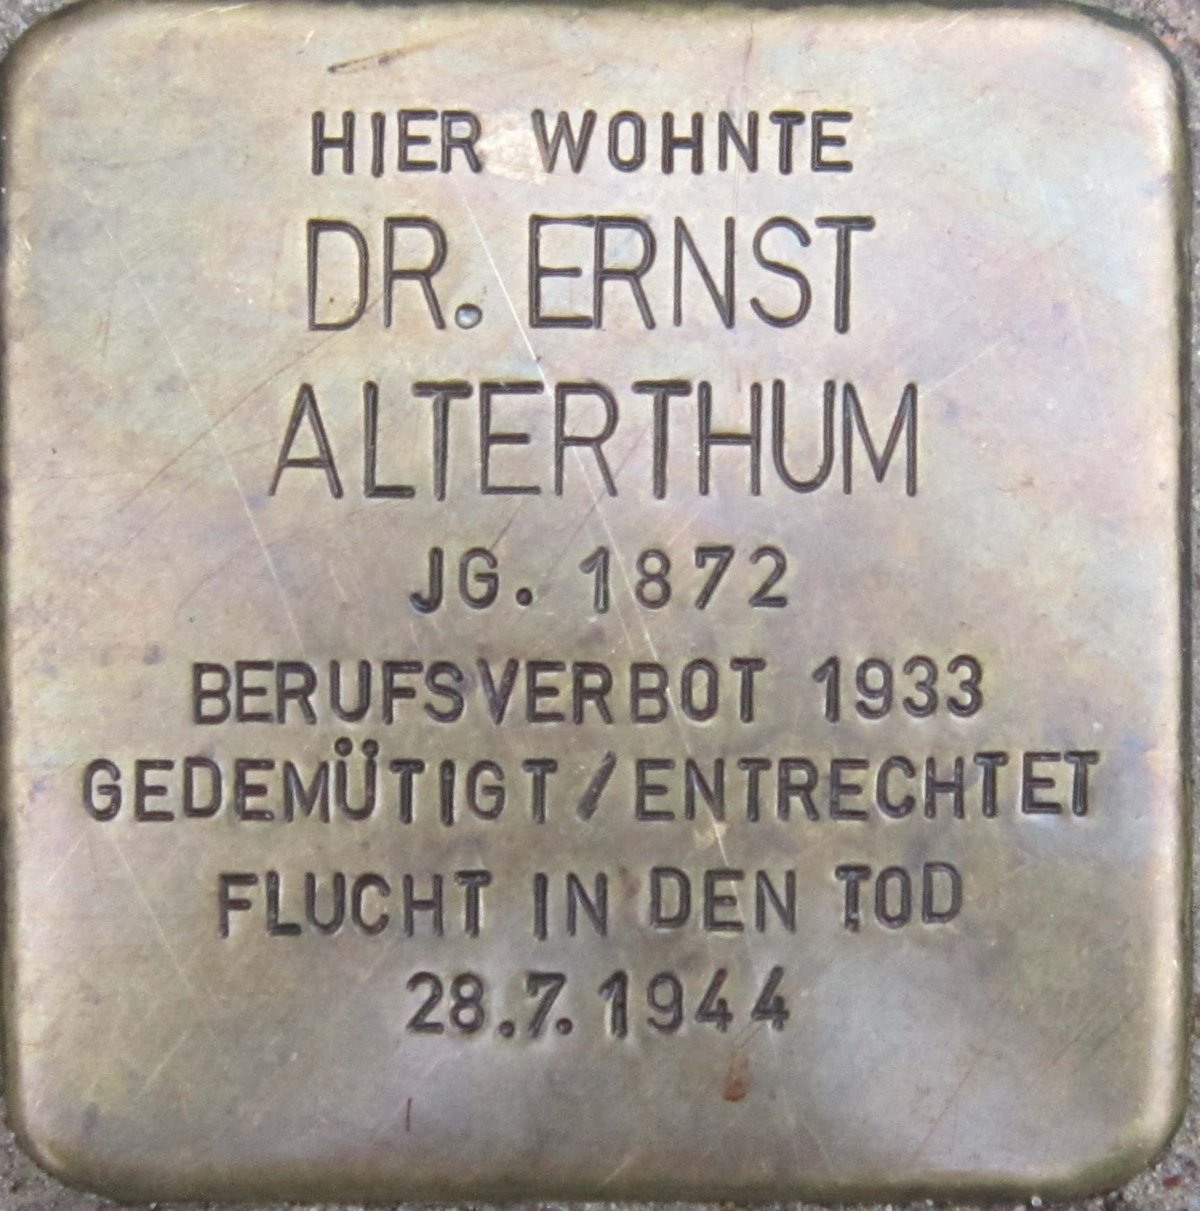 HIER WOHNTE
DR. ERNST
ALTERTHUM
JG. 1872
BERUFSVERBOT 1933
GEDEMÜTIGT / ENTRECHTET
FLUCHT IN DEN TOD
28.7.1944